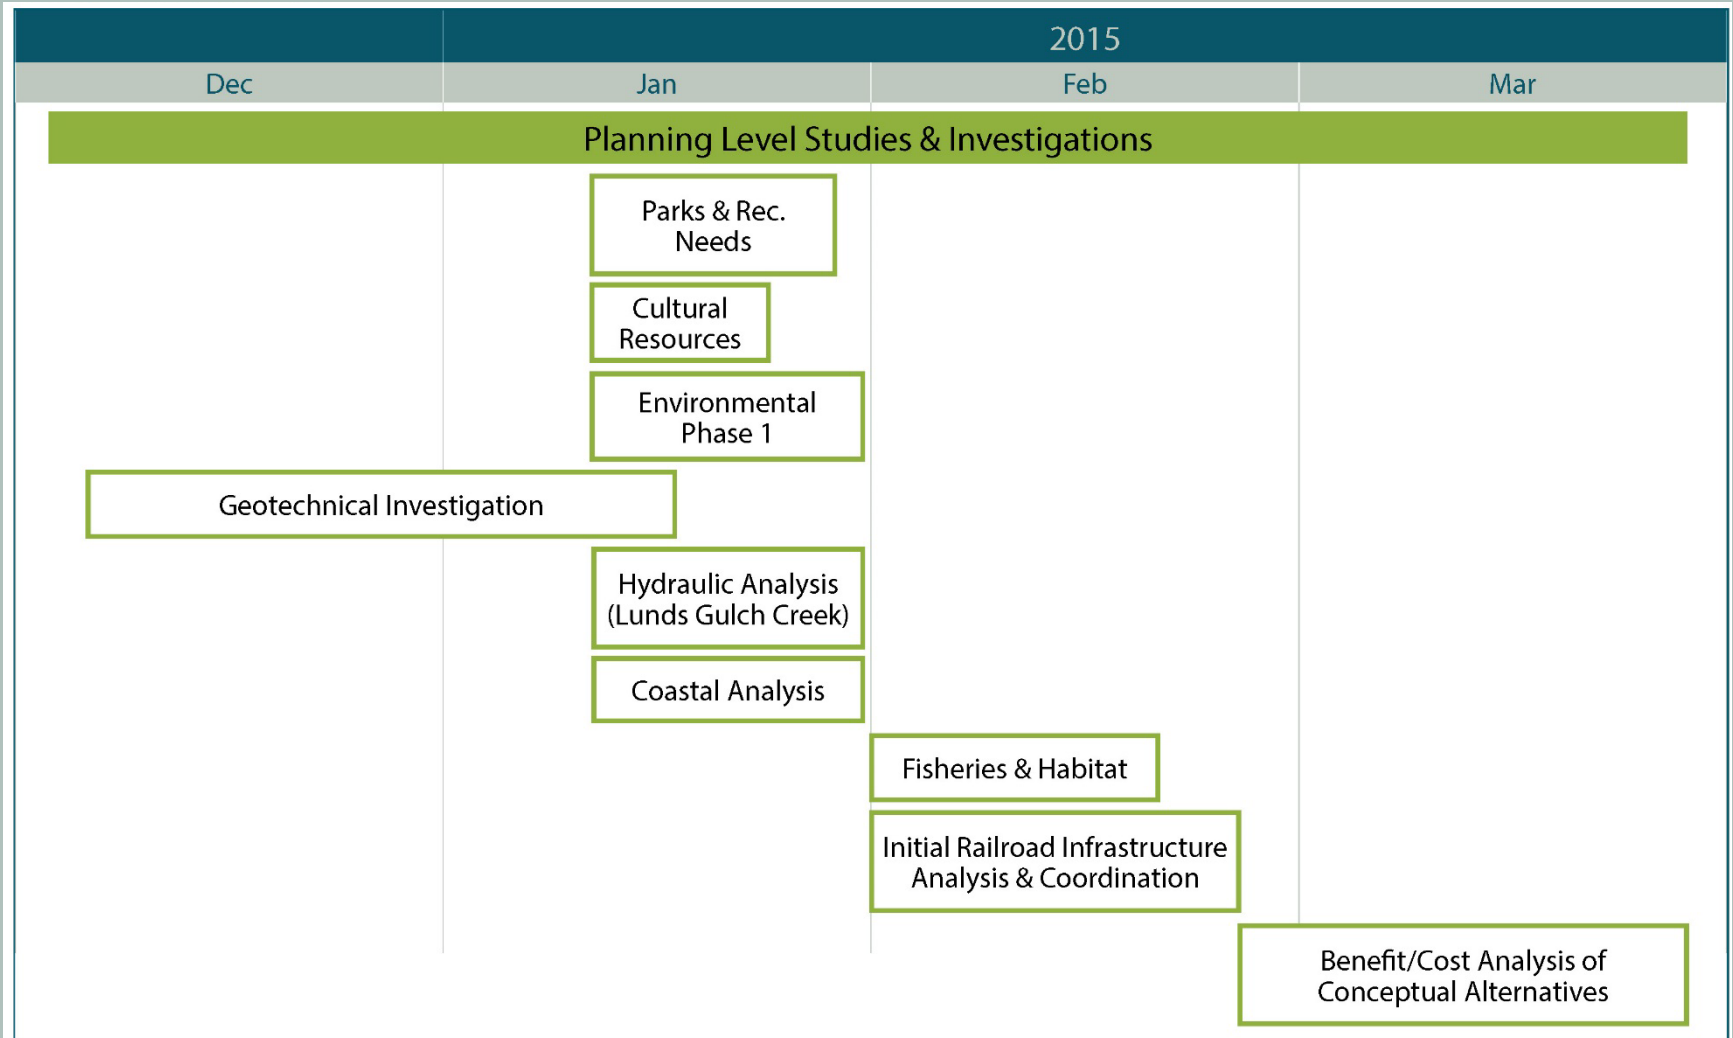 2015
Dec Jan Feb Mar
Planning Level Studies & Investigations
Parks & Rec.
Needs
Cultural
Resources
Environmental
Phase 1
Geotechnical Investigation
Hydraulic Analysis
(Lunds Gulch Creek)
Coastal Analysis
Fisheries & Habitat
Initial Railroad Infrastructure
Analysis & Coordination
Benefit/Cost Analysis of
Conceptual Alternatives